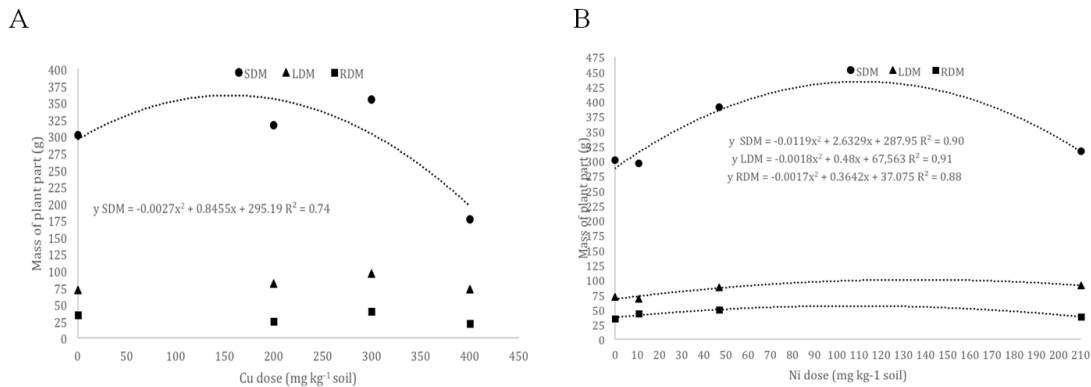 A
B
SDM LDM RDM
Mass of plant part (g)
400
375
350
325
300
275
250
225
200
175
150
125
100
75
50
25
0
y SDM = -0.0027x² + 0.8455x + 295.19 R² = 0.74
0 50 100 150 200 250 300 350 400 450
Cu dose (mg kg⁻¹ soil)
SDM LDM RDM
Mass of plant part (g)
475
450
425
400
375
350
325
300
275
250
225
200
175
150
125
100
75
50
25
0
y SDM = -0.0119x² + 2.6329x + 287.95 R² = 0.90
y LDM = -0.0018x² + 0.48x + 67,563 R² = 0,91
y RDM = -0.0017x² + 0.3642x + 37.075 R² = 0.88
0 10 20 30 40 50 60 70 80 90 100 110 120 130 140 150 160 170 180 190 200 210
Ni dose (mg kg-1 soil)